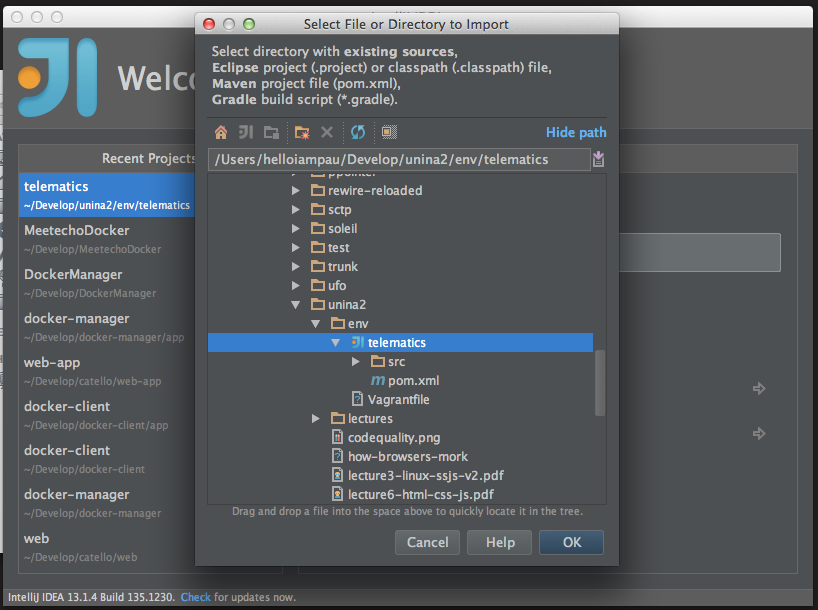 Select File or Directory to Import
Welco
Select directory with existing sources,
Eclipse project (.project) or classpath (.classpath) file,
Maven project file (pom.xml),
Gradle build script (*.gradle).
Hide path
/Users/helloiampau/Develop/unina2/env/telematics
Recent Projects
telematics
~/Develop/unina2/env/telematics
MeetechoDocker
~/Develop/MeetechoDocker
DockerManager
~/Develop/DockerManager
docker-manager
~/Develop/docker-manager/app
web-app
~/Develop/catello/web-app
docker-client
~/Develop/docker-client/app
docker-client
~/Develop/docker-client
docker-manager
~/Develop/docker-manager
web
~/Develop/catello/web
rewire-reloaded
sctp
soleil
test
trunk
ufo
unina2
env
telematics
src
pom.xml
Vagrantfile
lectures
codequality.png
how-browsers-mork
lecture3-linux-ssjs-v2.pdf
lecture6-html-css-js.pdf
Drag and drop a file into the space above to quickly locate it in the tree.
Cancel
Help
OK
IntelliJ IDEA 13.1.4 Build 135.1230. Check for updates now.